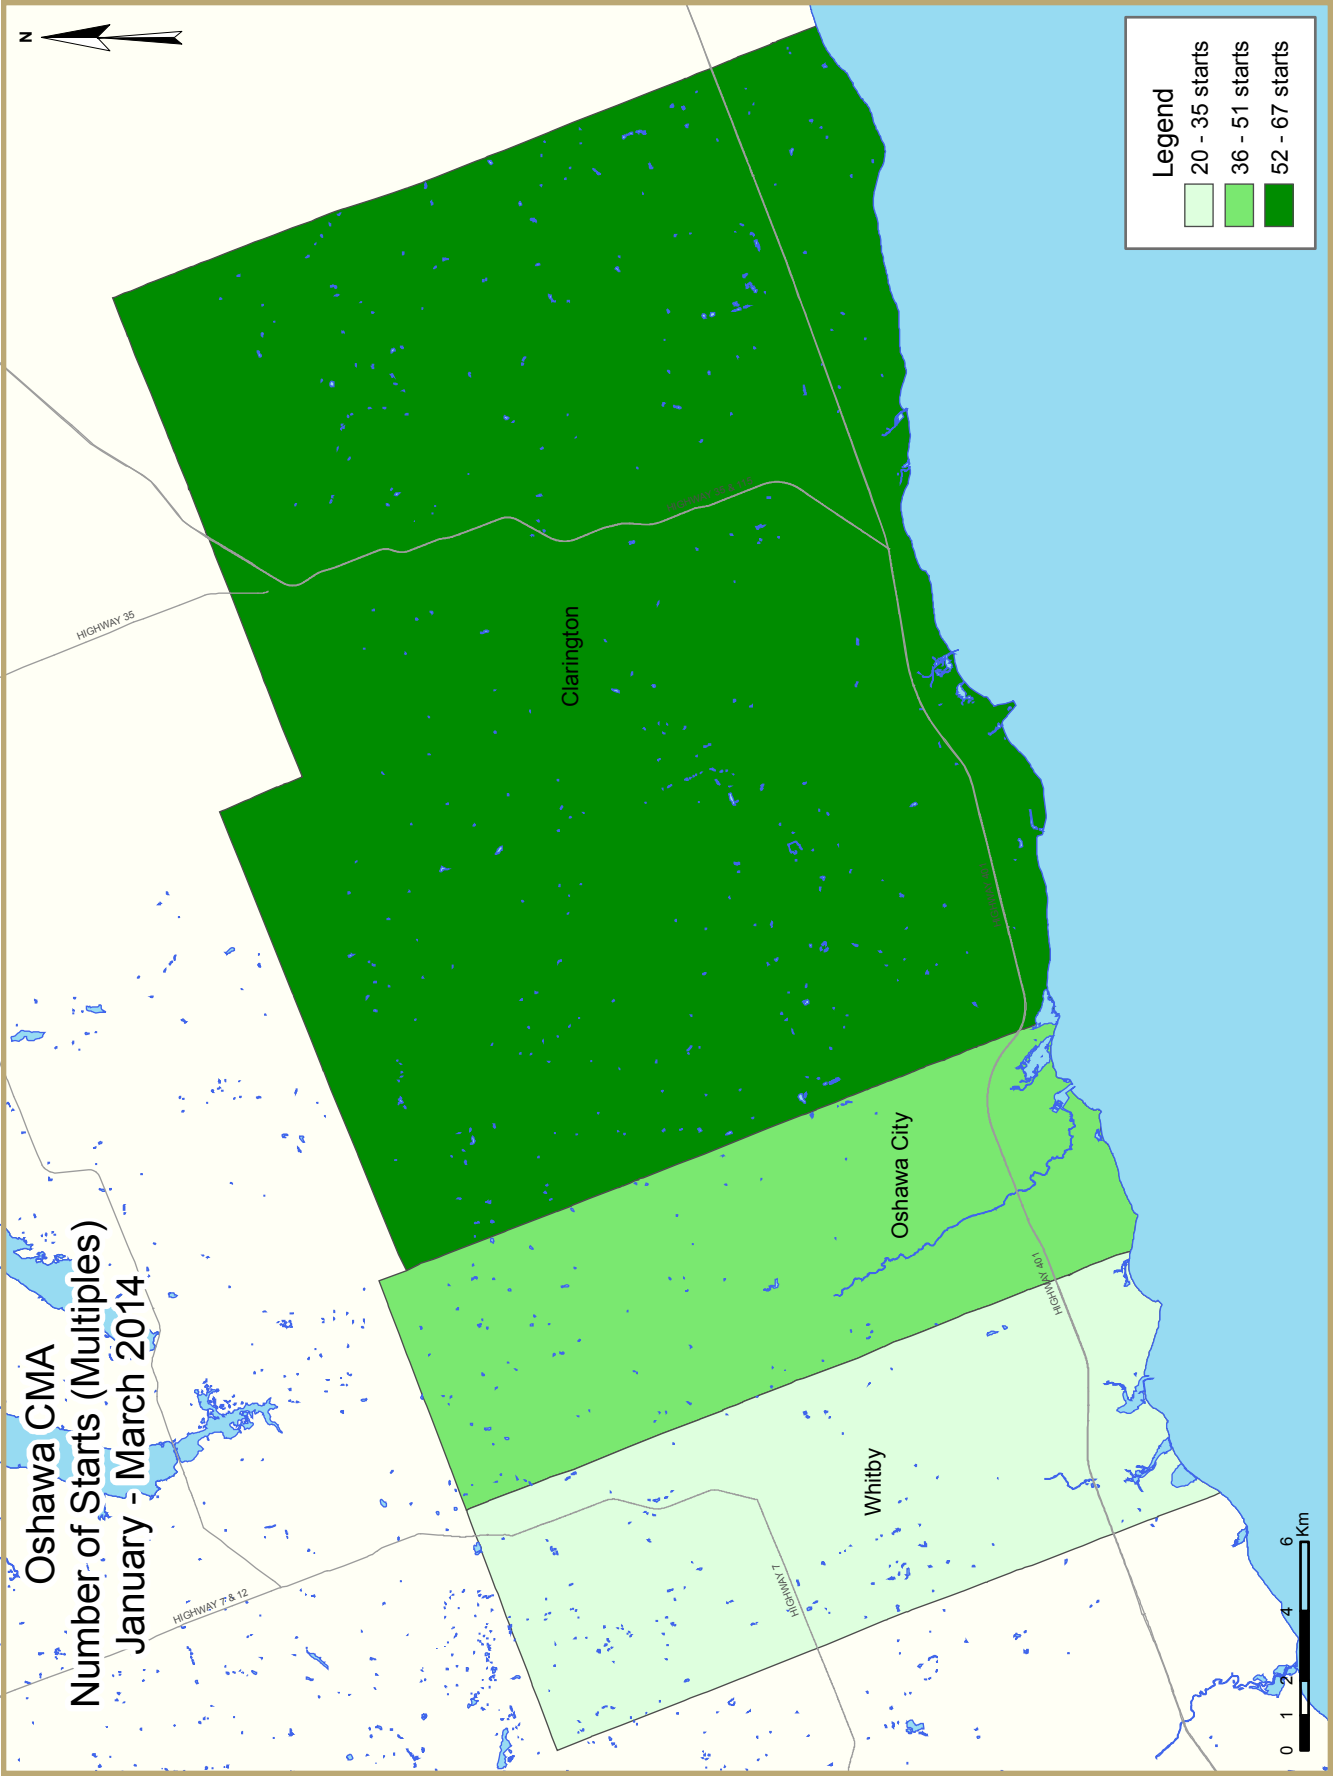 Oshawa CMA
Number of Starts (Multiples)
January - March 2014
N
HIGHWAY 35
HIGHWAY 7 & 12
HIGHWAY 7
HIGHWAY 401
Clarington
Oshawa City
Whitby
Legend
20 - 35 starts
36 - 51 starts
52 - 67 starts
0 1 2 4 6
Km